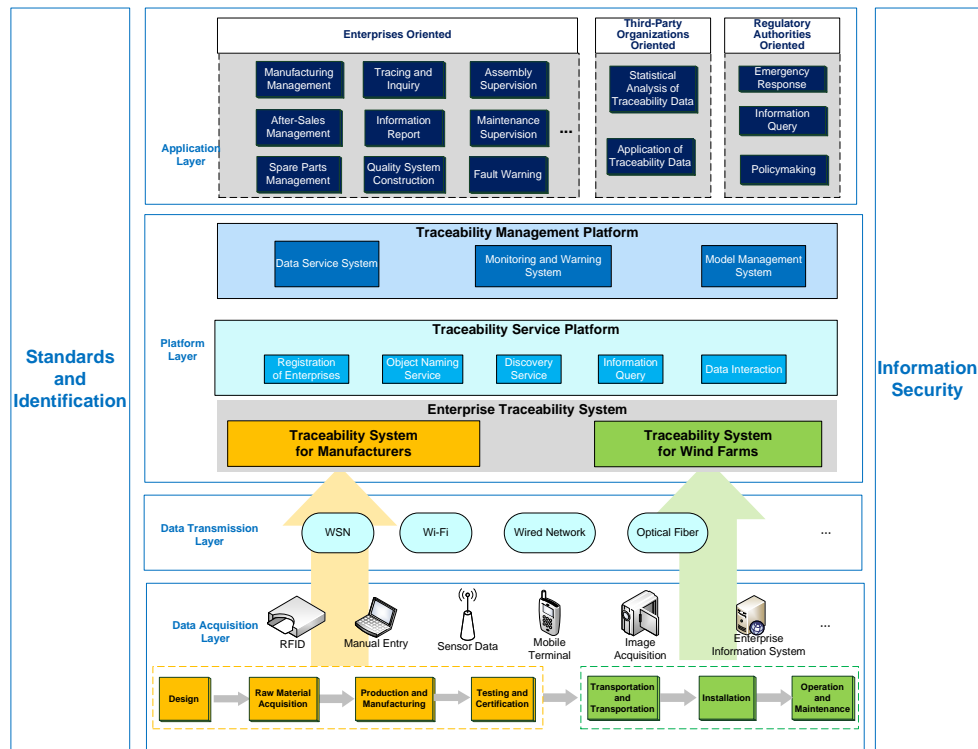 Standards
and
Identification
Information
Security
Application
Layer
Enterprises Oriented
Manufacturing
Management
Tracing and
Inquiry
Assembly
Supervision
After-Sales
Management
Information
Report
Maintenance
Supervision
...
Spare Parts
Management
Quality System
Construction
Fault Warning
Third-Party
Organizations
Oriented
Statistical
Analysis of
Traceability Data
Application of
Traceability Data
Regulatory
Authorities
Oriented
Emergency
Response
Information
Query
Policymaking
Platform
Layer
Traceability Management Platform
Data Service System
Monitoring and Warning
System
Model Management
System
Traceability Service Platform
Registration
of Enterprises
Object Naming
Service
Discovery
Service
Information
Query
Data Interaction
Enterprise Traceability System
Traceability System
for Manufacturers
Traceability System
for Wind Farms
Data Transmission
Layer
WSN
Wi-Fi
Wired Network
Optical Fiber
...
Data Acquisition
Layer
RFID
Manual Entry
Sensor Data
Mobile
Terminal
Image
Acquisition
Enterprise
Information System
...
Design
Raw Material
Acquisition
Production and
Manufacturing
Testing and
Certification
Transportation
and
Transportation
Installation
Operation
and
Maintenance